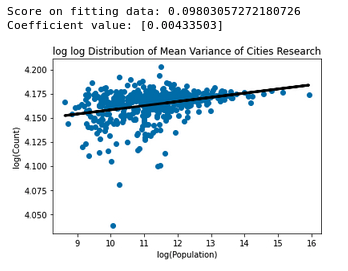 Score on fitting data: 0.09803057272180726
Coefficient value: [0.00433503]
log log Distribution of Mean Variance of Cities Research
log(Count)
4.200
4.175
4.150
4.125
4.100
4.075
4.050
9 10 11 12 13 14 15 16
log(Population)